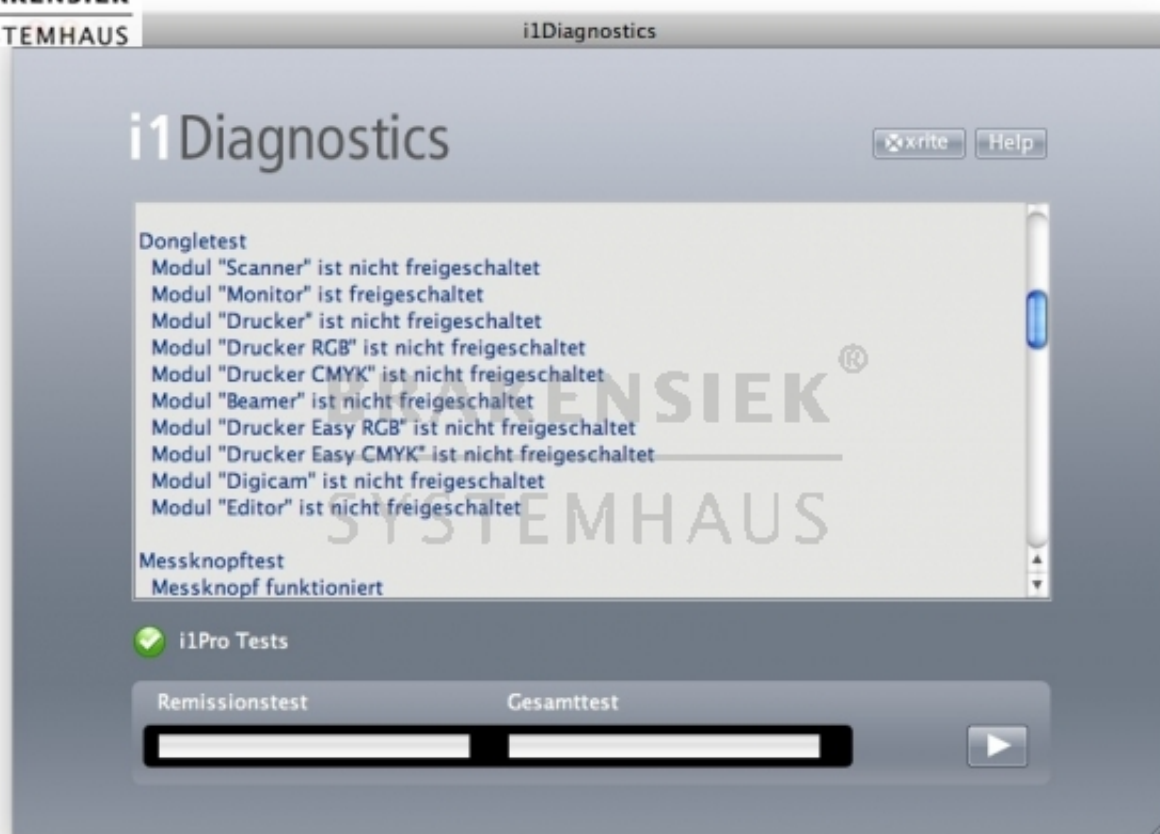 TEMHAUS
i1Diagnostics
i1Diagnostics
x·rite
Help
Dongletest
Modul "Scanner" ist nicht freigeschaltet
Modul "Monitor" ist freigeschaltet
Modul "Drucker" ist nicht freigeschaltet
Modul "Drucker RGB" ist nicht freigeschaltet
Modul "Drucker CMYK" ist nicht freigeschaltet
Modul "Beamer" ist nicht freigeschaltet
Modul "Drucker Easy RGB" ist nicht freigeschaltet
Modul "Drucker Easy CMYK" ist nicht freigeschaltet
Modul "Digicam" ist nicht freigeschaltet
Modul "Editor" ist nicht freigeschaltet
BRAKENSIEK®
SYSTEMHAUS
Messknopftest
Messknopf funktioniert
i1Pro Tests
Remissionstest
Gesamttest